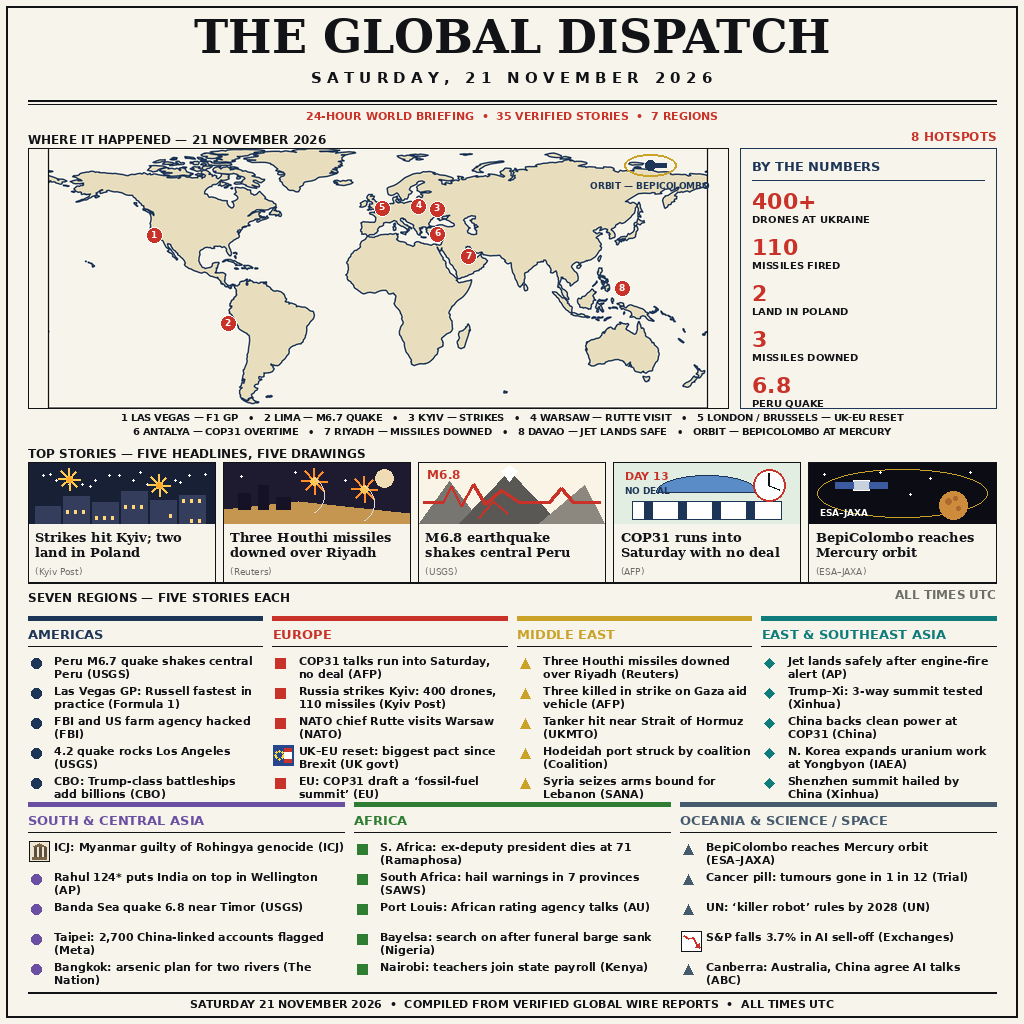 THE GLOBAL DISPATCH
SATURDAY, 21 NOVEMBER 2026
24-HOUR WORLD BRIEFING • 35 VERIFIED STORIES • 7 REGIONS
WHERE IT HAPPENED — 21 NOVEMBER 2026
8 HOTSPOTS
ORBIT — BEPICOLOMBO
1
2
3
4
5
6
7
8
BY THE NUMBERS
400+
DRONES AT UKRAINE
110
MISSILES FIRED
2
LAND IN POLAND
3
MISSILES DOWNED
6.8
PERU QUAKE
1 LAS VEGAS — F1 GP • 2 LIMA — M6.7 QUAKE • 3 KYIV — STRIKES • 4 WARSAW — RUTTE VISIT • 5 LONDON / BRUSSELS — UK-EU RESET
6 ANTALYA — COP31 OVERTIME • 7 RIYADH — MISSILES DOWNED • 8 DAVAO — JET LANDS SAFE • ORBIT — BEPICOLOMBO AT MERCURY
TOP STORIES — FIVE HEADLINES, FIVE DRAWINGS
Strikes hit Kyiv; two
land in Poland
(Kyiv Post)
Three Houthi missiles
downed over Riyadh
(Reuters)
M6.8
M6.8 earthquake
shakes central Peru
(USGS)
DAY 13
NO DEAL
COP31 runs into
Saturday with no deal
(AFP)
ESA–JAXA
BepiColombo reaches
Mercury orbit
(ESA–JAXA)
SEVEN REGIONS — FIVE STORIES EACH
ALL TIMES UTC
AMERICAS
Peru M6.7 quake shakes central
Peru (USGS)
Las Vegas GP: Russell fastest in
practice (Formula 1)
FBI and US farm agency hacked
(FBI)
4.2 quake rocks Los Angeles
(USGS)
CBO: Trump-class battleships
add billions (CBO)
EUROPE
COP31 talks run into Saturday,
no deal (AFP)
Russia strikes Kyiv: 400 drones,
110 missiles (Kyiv Post)
NATO chief Rutte visits Warsaw
(NATO)
UK–EU reset: biggest pact since
Brexit (UK govt)
EU: COP31 draft a ‘fossil-fuel
summit’ (EU)
MIDDLE EAST
Three Houthi missiles downed
over Riyadh (Reuters)
Three killed in strike on Gaza aid
vehicle (AFP)
Tanker hit near Strait of Hormuz
(UKMTO)
Hodeidah port struck by coalition
(Coalition)
Syria seizes arms bound for
Lebanon (SANA)
EAST & SOUTHEAST ASIA
Jet lands safely after engine-fire
alert (AP)
Trump-Xi: 3-way summit tested
(Xinhua)
China backs clean power at
COP31 (China)
N. Korea expands uranium work
at Yongbyon (IAEA)
Shenzhen summit hailed by
China (Xinhua)
SOUTH & CENTRAL ASIA
ICJ: Myanmar guilty of Rohingya genocide (ICJ)
Rahul 124* puts India on top in Wellington
(AP)
Banda Sea quake 6.8 near Timor (USGS)
Taipei: 2,700 China-linked accounts flagged
(Meta)
Bangkok: arsenic plan for two rivers (The
Nation)
AFRICA
S. Africa: ex-deputy president dies at 71
(Ramaphosa)
South Africa: hail warnings in 7 provinces
(SAWS)
Port Louis: African rating agency talks (AU)
Bayelsa: search on after funeral barge sank
(Nigeria)
Nairobi: teachers join state payroll (Kenya)
OCEANIA & SCIENCE / SPACE
BepiColombo reaches Mercury orbit
(ESA–JAXA)
Cancer pill: tumours gone in 1 in 12 (Trial)
UN: ‘killer robot’ rules by 2028 (UN)
S&P falls 3.7% in AI sell-off (Exchanges)
Canberra: Australia, China agree AI talks
(ABC)
SATURDAY 21 NOVEMBER 2026 • COMPILED FROM VERIFIED GLOBAL WIRE REPORTS • ALL TIMES UTC